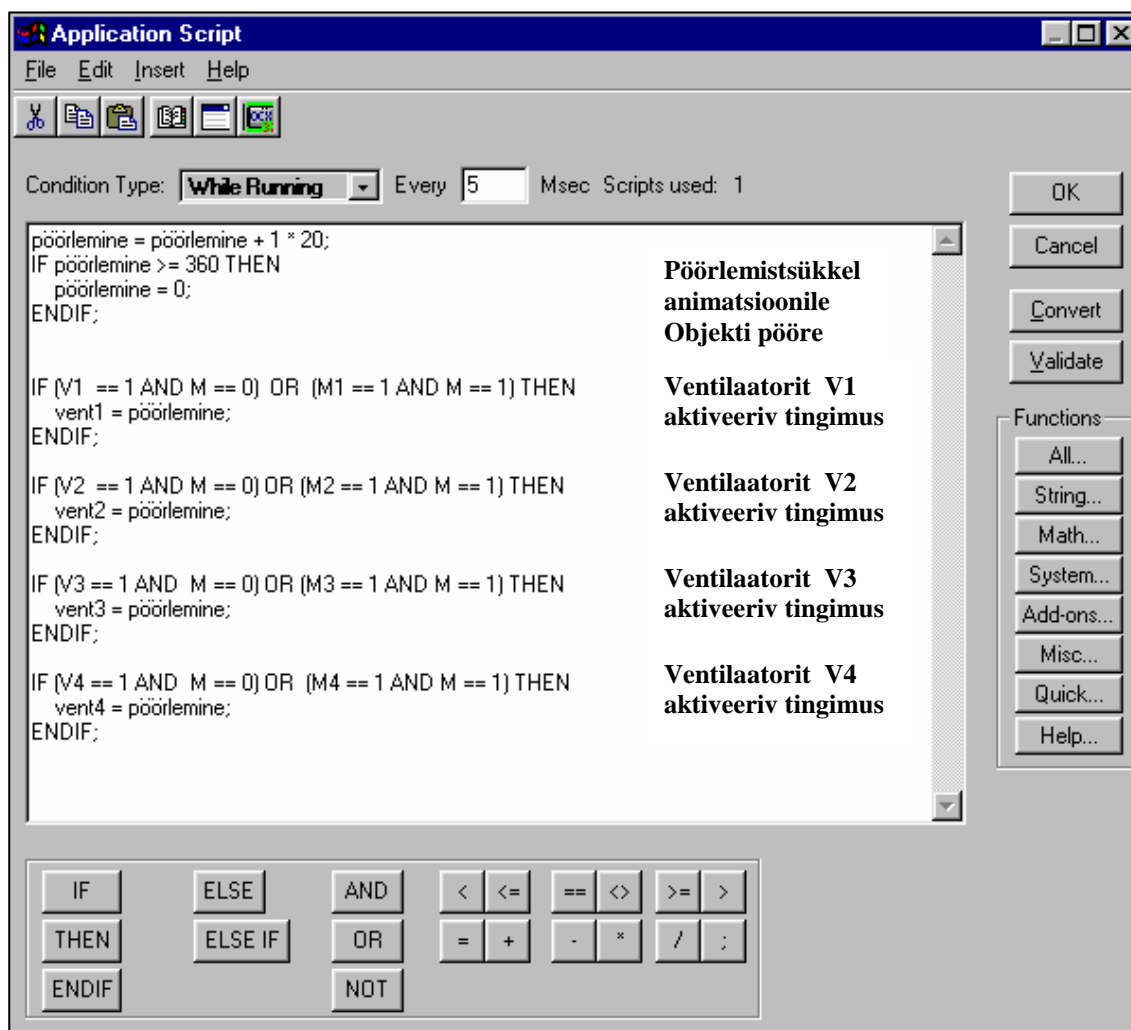 Application Script
File Edit Insert Help
Condition Type: While Running Every 5 Msec Scripts used: 1
pöörlemine = pöörlemine + 1 * 20;
IF pöörlemine >= 360 THEN
pöörlemine = 0;
ENDIF;
Pöörlemistsükkel
animatsioonile
Objekti pööre
IF (V1 == 1 AND M == 0) OR (M1 == 1 AND M == 1) THEN
vent1 = pöörlemine;
ENDIF;
Ventilaatorit V1
aktiveeriv tingimus
IF (V2 == 1 AND M == 0) OR (M2 == 1 AND M == 1) THEN
vent2 = pöörlemine;
ENDIF;
Ventilaatorit V2
aktiveeriv tingimus
IF (V3 == 1 AND M == 0) OR (M3 == 1 AND M == 1) THEN
vent3 = pöörlemine;
ENDIF;
Ventilaatorit V3
aktiveeriv tingimus
IF (V4 == 1 AND M == 0) OR (M4 == 1 AND M == 1) THEN
vent4 = pöörlemine;
ENDIF;
Ventilaatorit V4
aktiveeriv tingimus
OK
Cancel
Convert
Validate
Functions
All...
String...
Math...
System...
Add-ons...
Misc...
Quick...
Help...
IF ELSE AND < <= == <> >= >
THEN ELSE IF OR = + - * / ;
ENDIF NOT